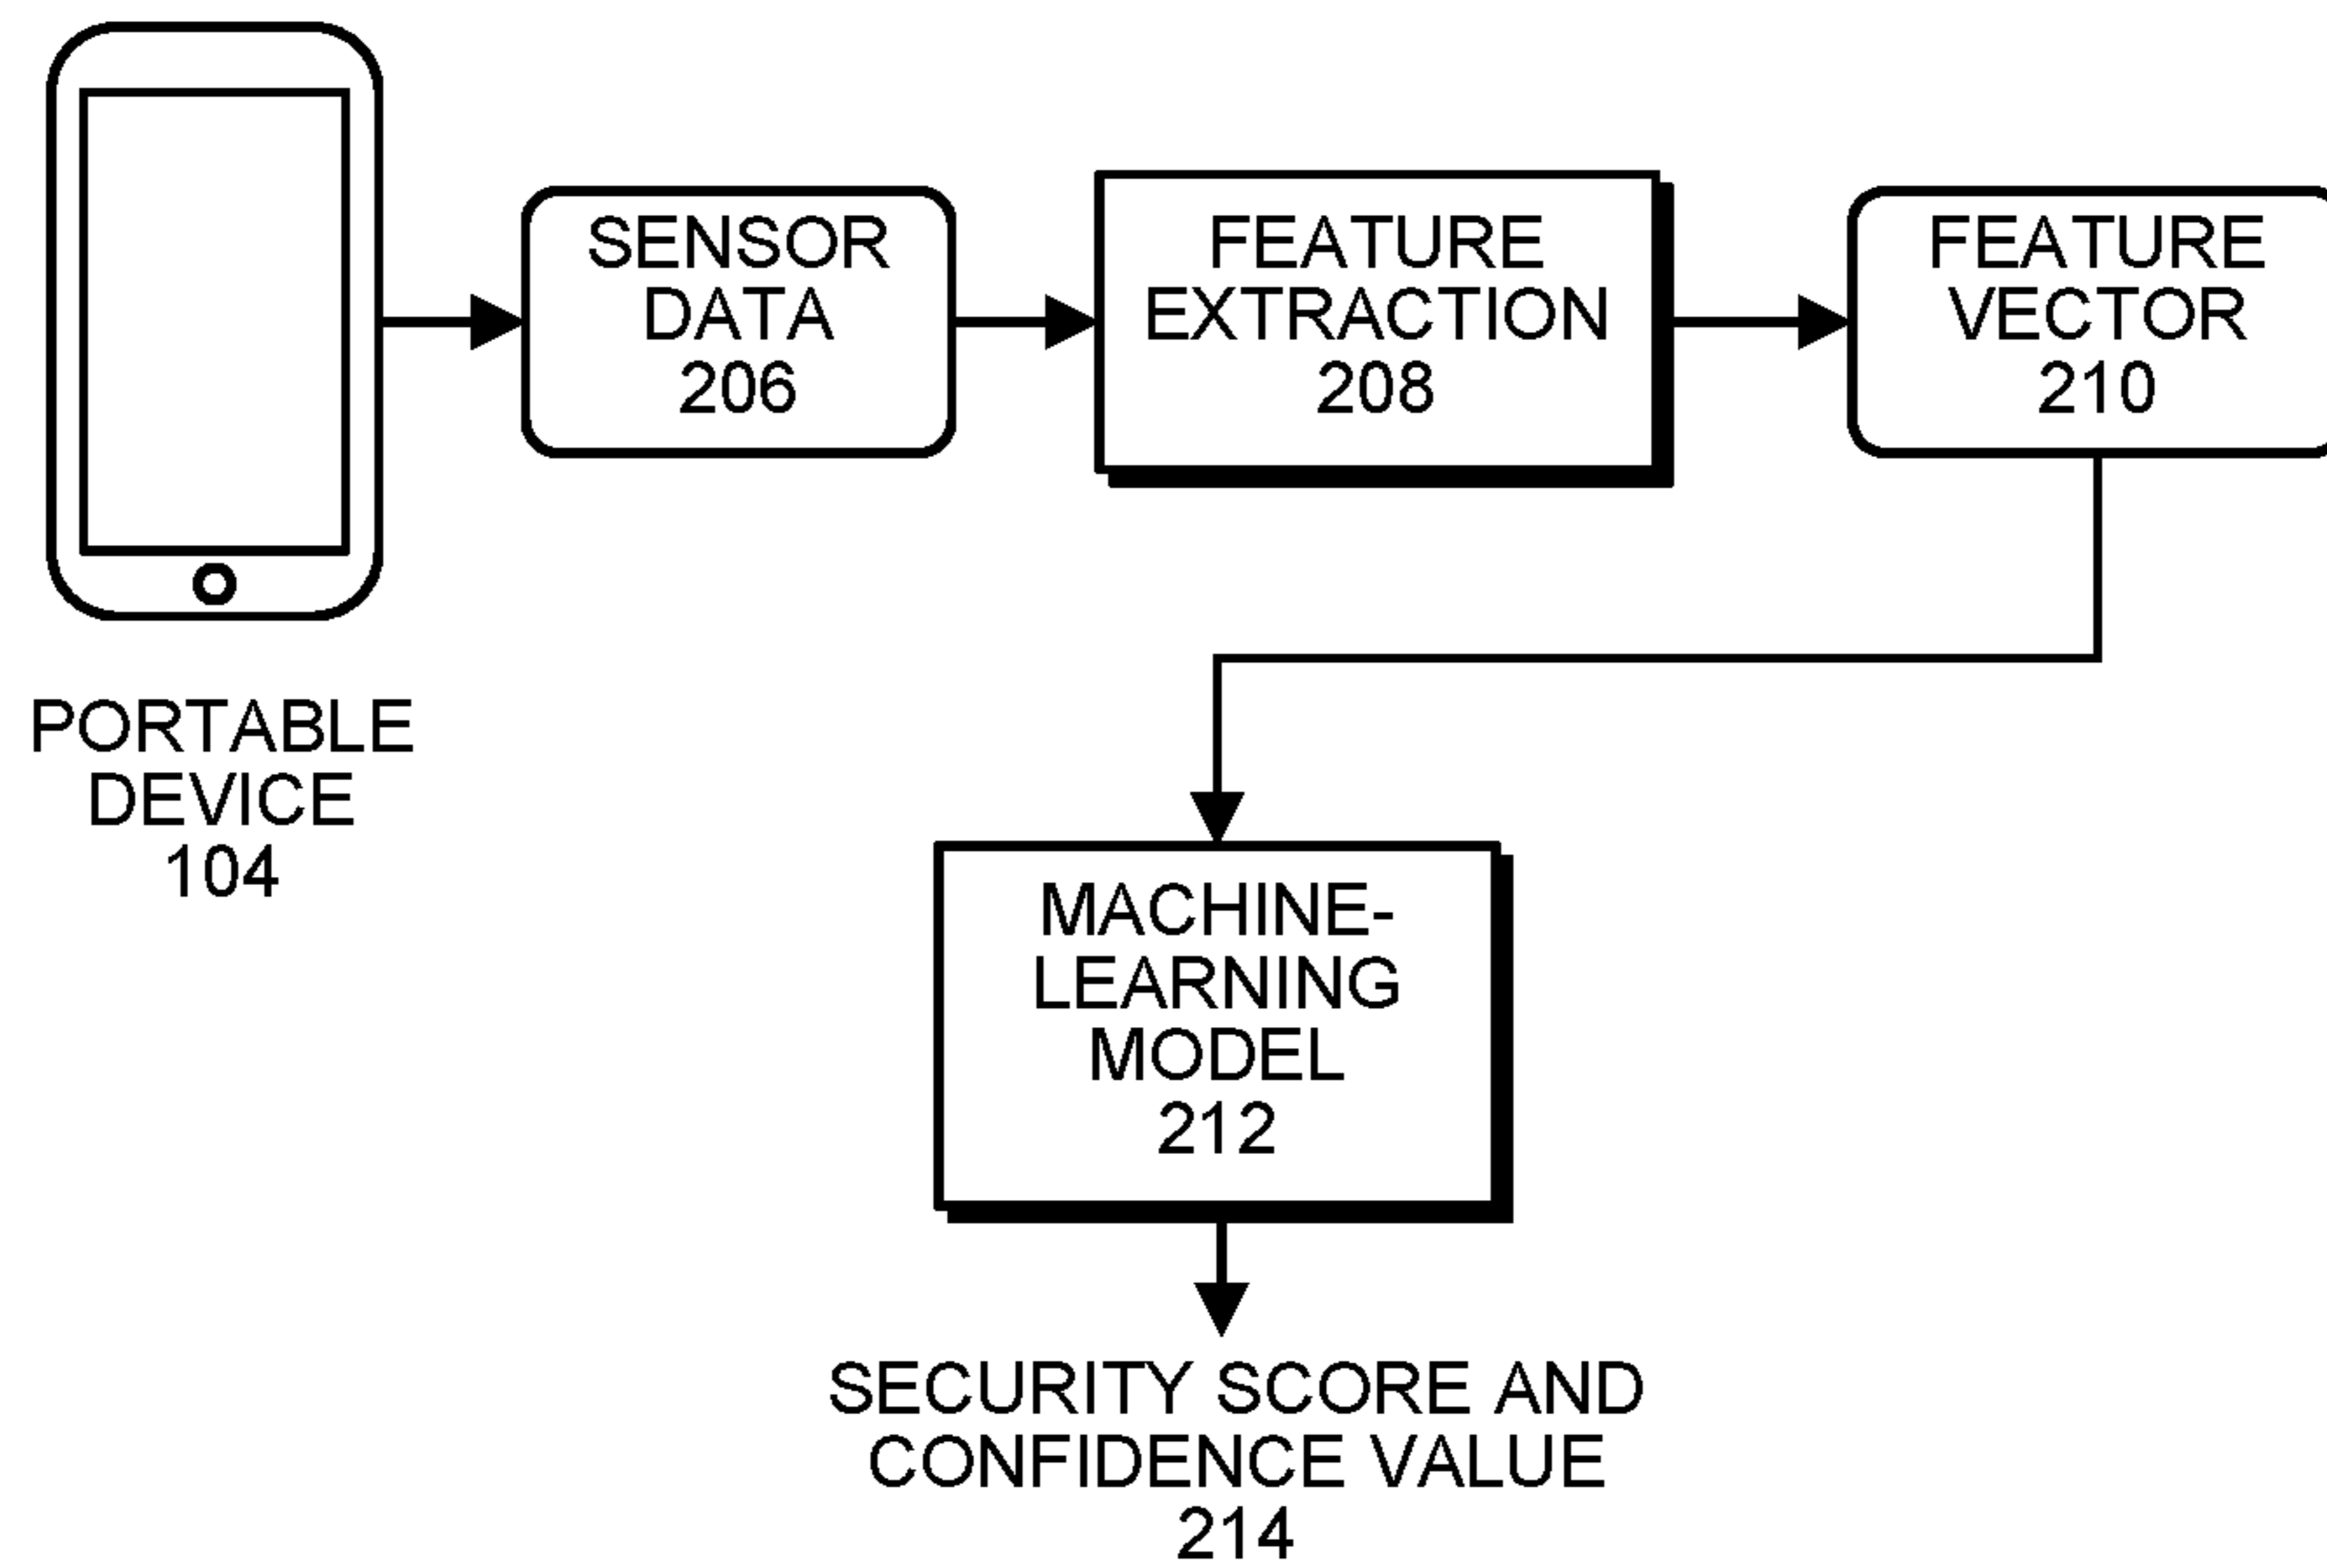 SENSOR
DATA
206
FEATURE
EXTRACTION
208
FEATURE
VECTOR
210
PORTABLE
DEVICE
104
MACHINE-
LEARNING
MODEL
212
SECURITY SCORE AND
CONFIDENCE VALUE
214